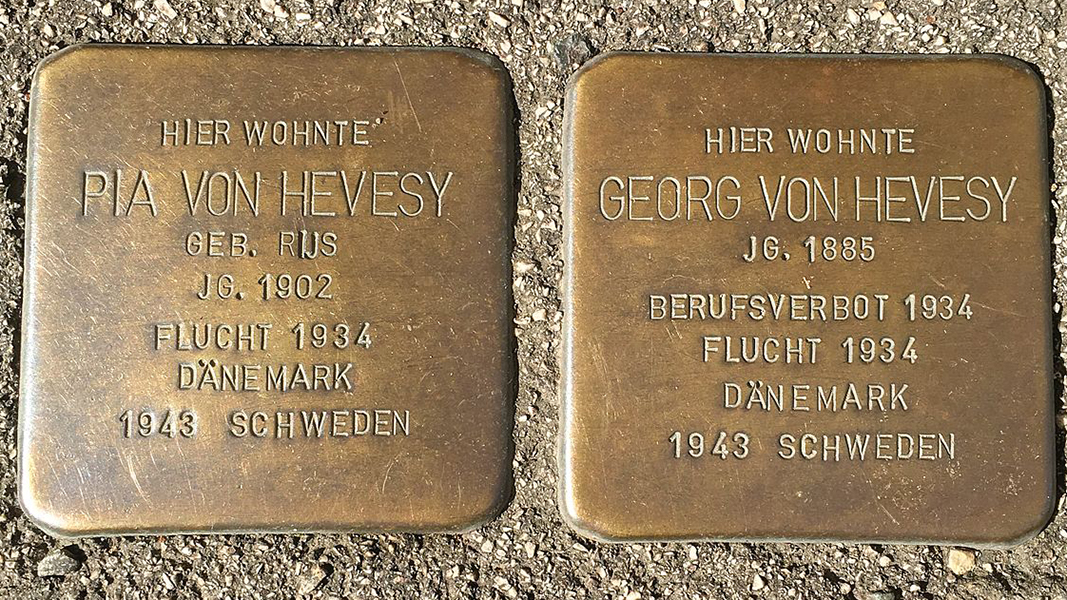 HIER WOHNTE
PIA VON HEVESY
GEB. RIJS
JG. 1902
FLUCHT 1934
DÄNEMARK
1943 SCHWEDEN
HIER WOHNTE
GEORG VON HEVESY
JG. 1885
BERUFSVERBOT 1934
FLUCHT 1934
DÄNEMARK
1943 SCHWEDEN